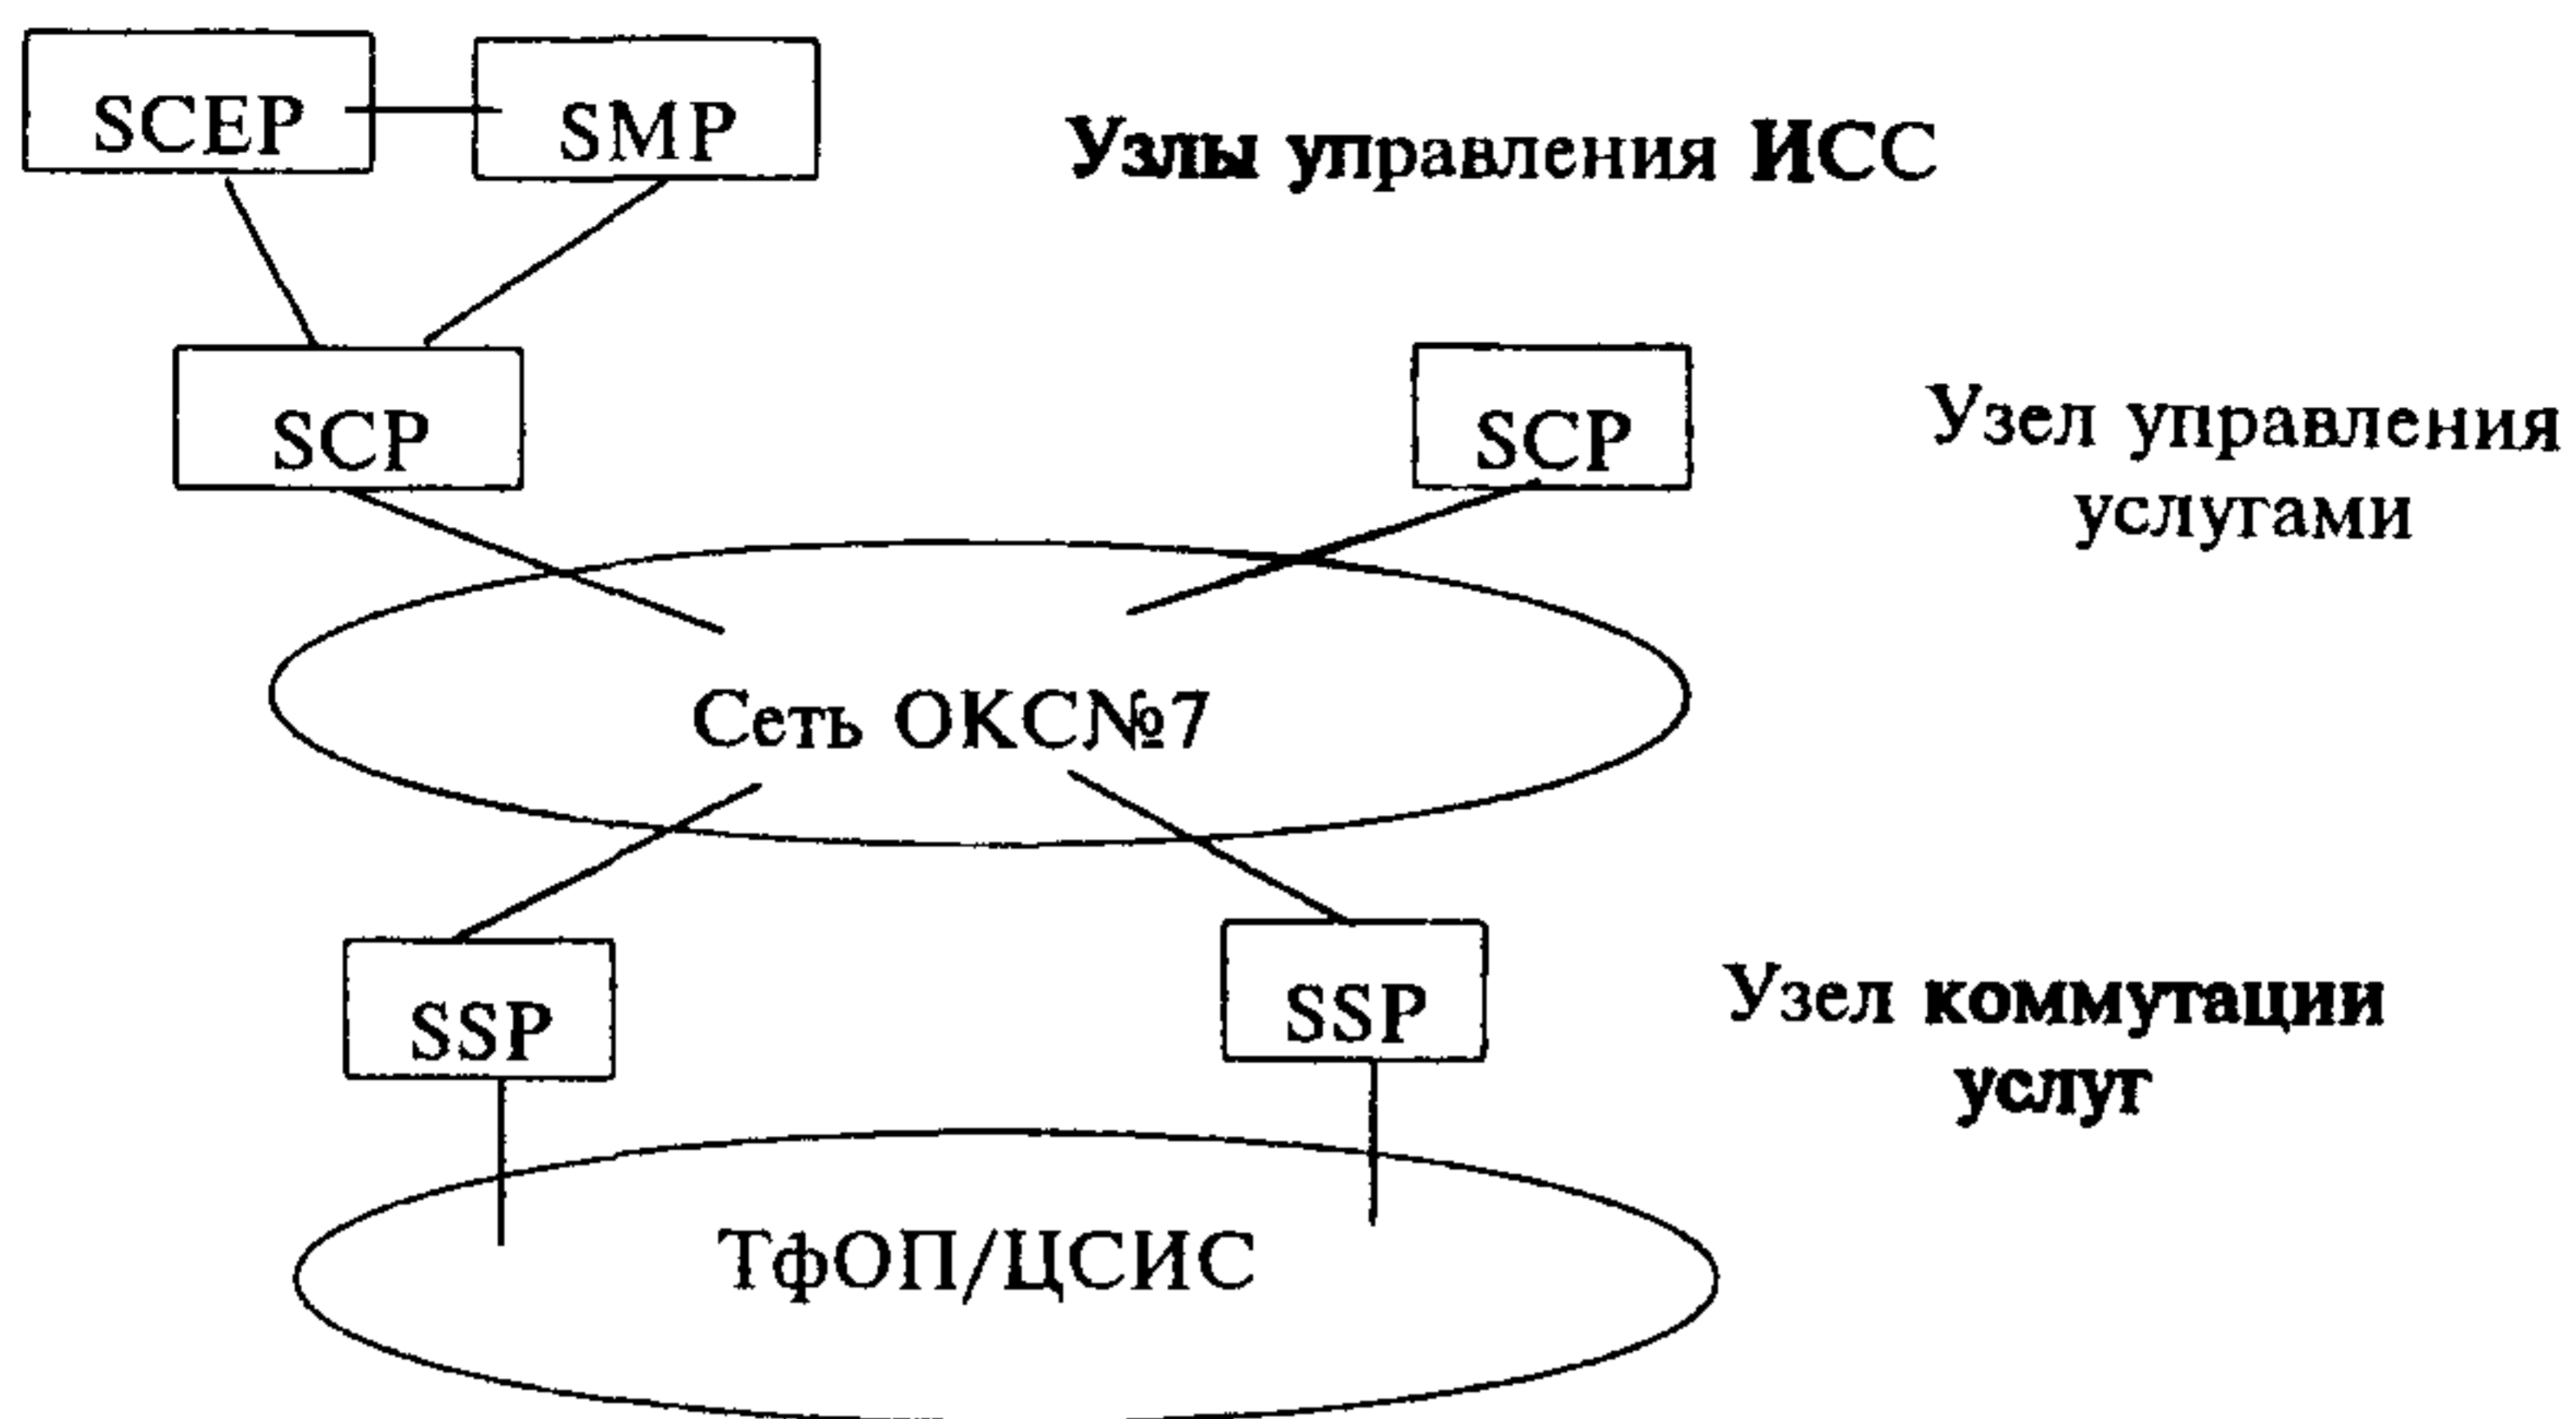 SCEP
SMP
Узлы управления ИСС
SCP
SCP
Узел управления
услугами
Сеть ОКС№7
SSP
SSP
Узел коммутации
услуг
ТфОП/ЦСИС